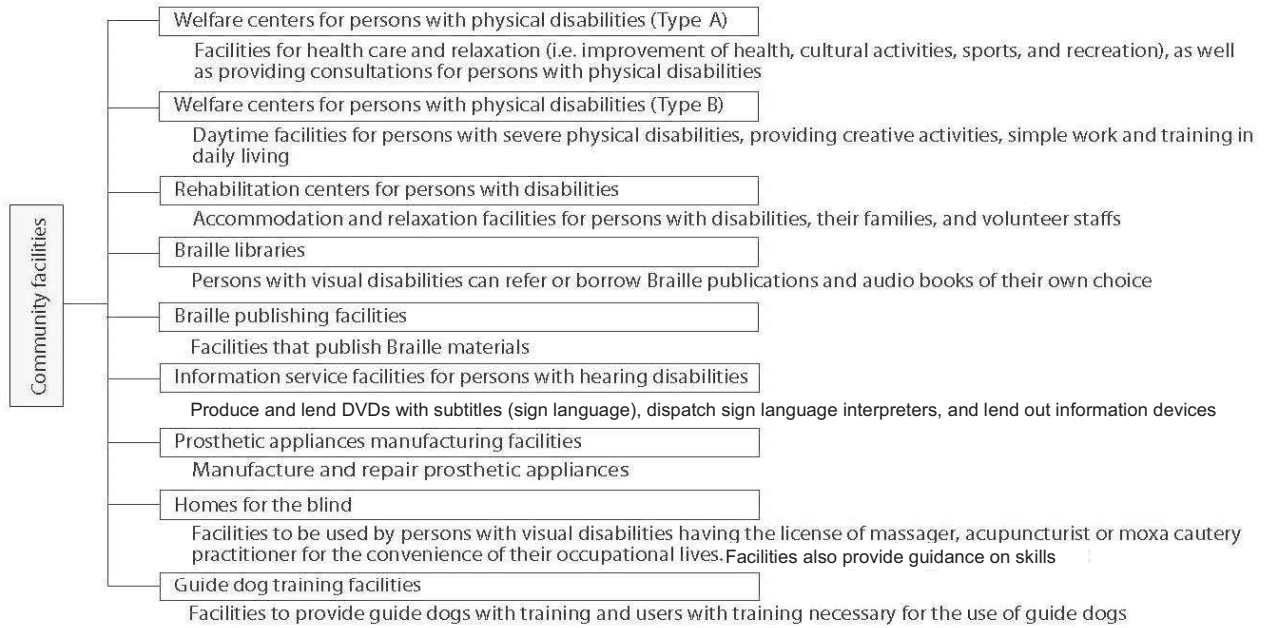 Community facilities
Welfare centers for persons with physical disabilities (Type A)
Facilities for health care and relaxation (i.e. improvement of health, cultural activities, sports, and recreation), as well
as providing consultations for persons with physical disabilities
Welfare centers for persons with physical disabilities (Type B)
Daytime facilities for persons with severe physical disabilities, providing creative activities, simple work and training in
daily living
Rehabilitation centers for persons with disabilities
Accommodation and relaxation facilities for persons with disabilities, their families, and volunteer staffs
Braille libraries
Persons with visual disabilities can refer or borrow Braille publications and audio books of their own choice
Braille publishing facilities
Facilities that publish Braille materials
Information service facilities for persons with hearing disabilities
Produce and lend DVDs with subtitles (sign language), dispatch sign language interpreters, and lend out information devices
Prosthetic appliances manufacturing facilities
Manufacture and repair prosthetic appliances
Homes for the blind
Facilities to be used by persons with visual disabilities having the license of massager, acupuncturist or moxa cautery
practitioner for the convenience of their occupational lives. Facilities also provide guidance on skills
Guide dog training facilities
Facilities to provide guide dogs with training and users with training necessary for the use of guide dogs